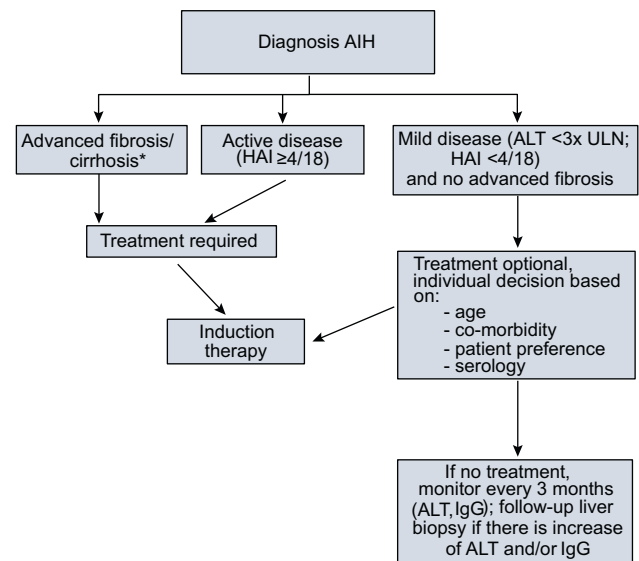 Diagnosis AIH
Advanced fibrosis/
cirrhosis*
Active disease
(HAI ≥4/18)
Mild disease (ALT <3x ULN;
HAI <4/18)
and no advanced fibrosis
Treatment required
Treatment optional,
individual decision based
on:
- age
- co-morbidity
- patient preference
- serology
Induction
therapy
If no treatment,
monitor every 3 months
(ALT,IgG); follow-up liver
biopsy if there is increase
of ALT and/or IgG